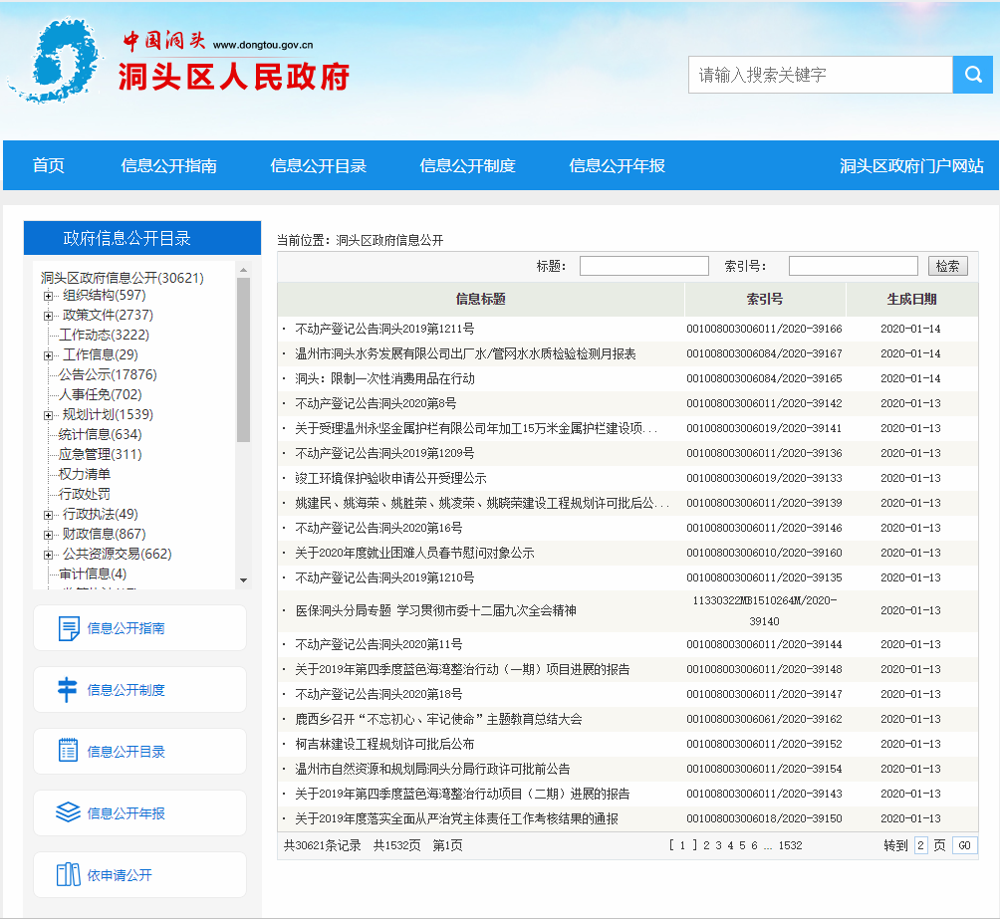 中国洞头 www.dongtou.gov.cn
洞头区人民政府
请输入搜索关键字
首页 信息公开指南 信息公开目录 信息公开制度 信息公开年报 洞头区政府门户网站
政府信息公开目录
洞头区政府信息公开(30621)
组织结构(597)
政策文件(2737)
工作动态(3222)
工作信息(29)
公告公示(17876)
人事任免(702)
规划计划(1539)
统计信息(634)
应急管理(311)
权力清单
行政处罚
行政执法(49)
财政信息(867)
公共资源交易(662)
审计信息(4)
信息公开指南
信息公开制度
信息公开目录
信息公开年报
依申请公开
当前位置：洞头区政府信息公开
标题： 索引号： 检索
信息标题 索引号 生成日期
· 不动产登记公告洞头2019第1211号 001008003006011/2020-39166 2020-01-14
· 温州市洞头水务发展有限公司出厂水/管网水水质检验检测月报表 001008003006084/2020-39167 2020-01-14
· 洞头：限制一次性消费用品在行动 001008003006084/2020-39165 2020-01-14
· 不动产登记公告洞头2020第8号 001008003006011/2020-39142 2020-01-13
· 关于受理温州永坚金属护栏有限公司年加工15万米金属护栏建设项... 001008003006019/2020-39141 2020-01-13
· 不动产登记公告洞头2019第1209号 001008003006011/2020-39136 2020-01-13
· 竣工环境保护验收申请公开受理公示 001008003006019/2020-39133 2020-01-13
· 姚建民、姚海荣、姚胜荣、姚凌荣、姚晓荣建设工程规划许可批后公... 001008003006011/2020-39139 2020-01-13
· 不动产登记公告洞头2020第16号 001008003006011/2020-39146 2020-01-13
· 关于2020年度就业困难人员春节慰问对象公示 001008003006010/2020-39160 2020-01-13
· 不动产登记公告洞头2019第1210号 001008003006011/2020-39135 2020-01-13
· 医保洞头分局专题 学习贯彻市委十二届九次全会精神 11330322MB1510264M/2020-39140 2020-01-13
· 不动产登记公告洞头2020第11号 001008003006011/2020-39144 2020-01-13
· 关于2019年第四季度蓝色海湾整治行动（一期）项目进展的报告 001008003006011/2020-39148 2020-01-13
· 不动产登记公告洞头2020第18号 001008003006011/2020-39147 2020-01-13
· 鹿西乡召开“不忘初心、牢记使命”主题教育总结大会 001008003006061/2020-39162 2020-01-13
· 柯吉林建设工程规划许可批后公布 001008003006011/2020-39152 2020-01-13
· 温州市自然资源和规划局洞头分局行政许可批前公告 001008003006011/2020-39154 2020-01-13
· 关于2019年第四季度蓝色海湾整治行动项目（二期）进展的报告 001008003006011/2020-39143 2020-01-13
· 关于2019年度落实全面从严治党主体责任工作考核结果的通报 001008003006018/2020-39150 2020-01-13
共30621条记录 共1532页 第1页 [ 1 ] 2 3 4 5 6 … 1532 转到 2 页 GO